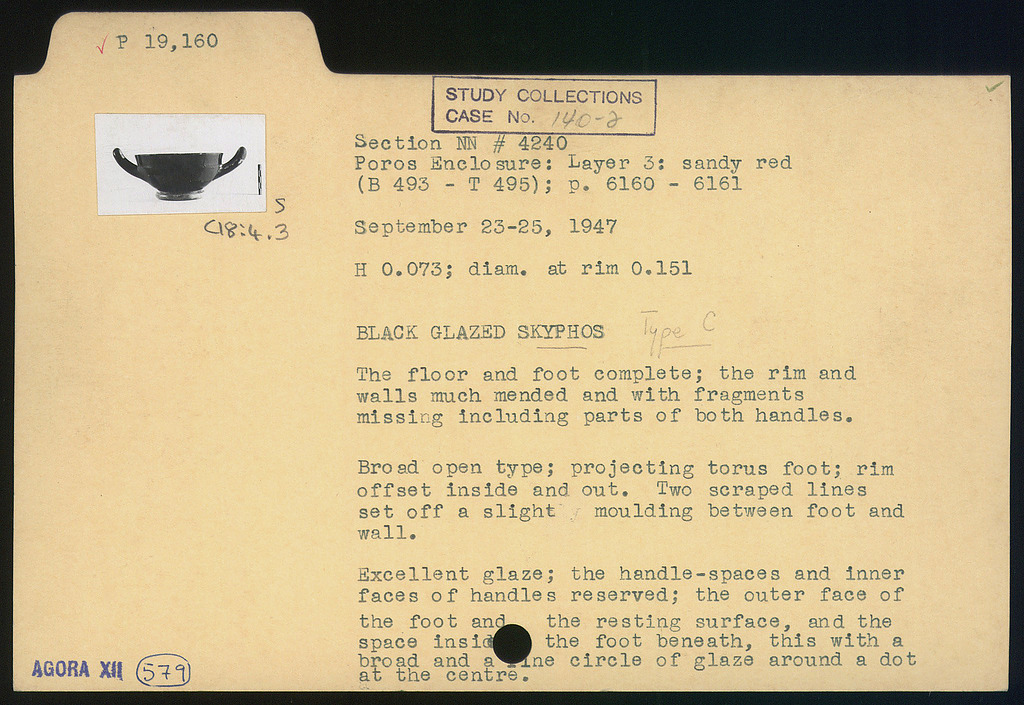 P 19,160
STUDY COLLECTIONS
CASE No. 140-2
Section NN # 4240
Poros Enclosure: Layer 3: sandy red
(B 493 - T 495); p. 6160 - 6161
S
C18:4.3
September 23-25, 1947
H 0.073; diam. at rim 0.151
BLACK GLAZED SKYPHOS Type C
The floor and foot complete; the rim and
walls much mended and with fragments
missing including parts of both handles.
Broad open type; projecting torus foot; rim
offset inside and out. Two scraped lines
set off a slight moulding between foot and
wall.
Excellent glaze; the handle-spaces and inner
faces of handles reserved; the outer face of
the foot and the resting surface, and the
space insid the foot beneath, this with a
broad and a ine circle of glaze around a dot
at the centre.
AGORA XII 579